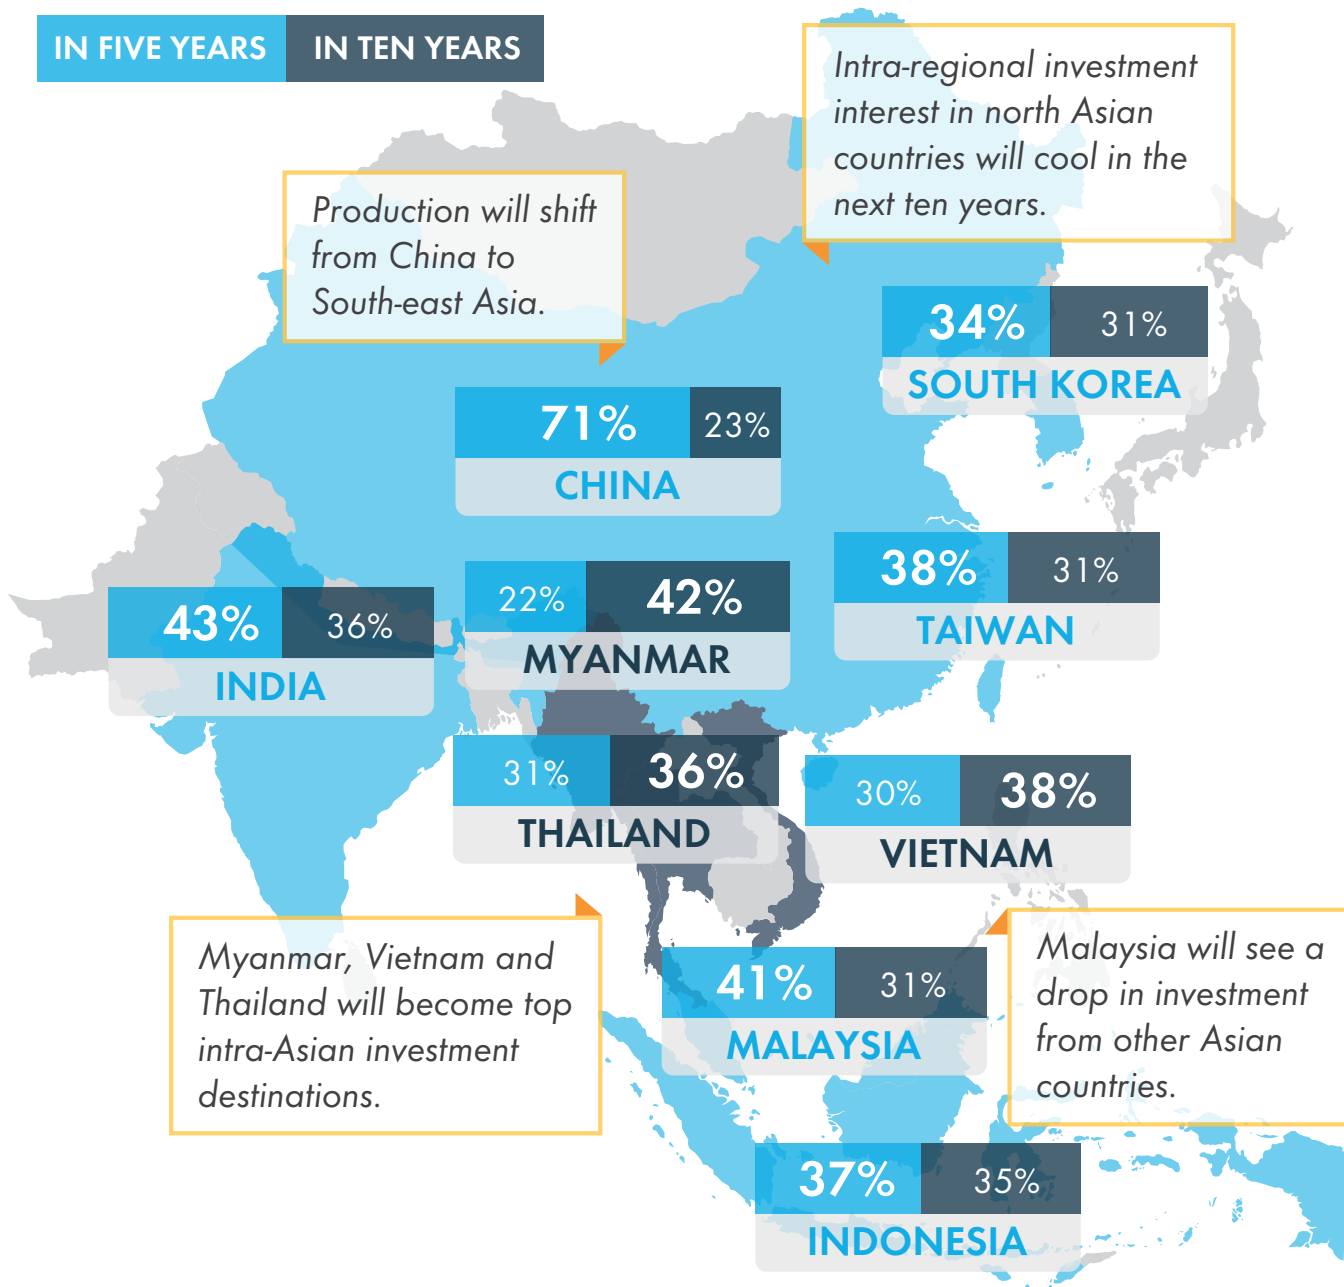 IN FIVE YEARS IN TEN YEARS
Intra-regional investment
interest in north Asian
countries will cool in the
next ten years.
Production will shift
from China to
South-east Asia.
34% 31%
SOUTH KOREA
71% 23%
CHINA
38% 31%
TAIWAN
22% 42%
MYANMAR
43% 36%
INDIA
31% 36%
THAILAND
30% 38%
VIETNAM
Myanmar, Vietnam and
Thailand will become top
intra-Asian investment
destinations.
41% 31%
MALAYSIA
Malaysia will see a
drop in investment
from other Asian
countries.
37% 35%
INDONESIA